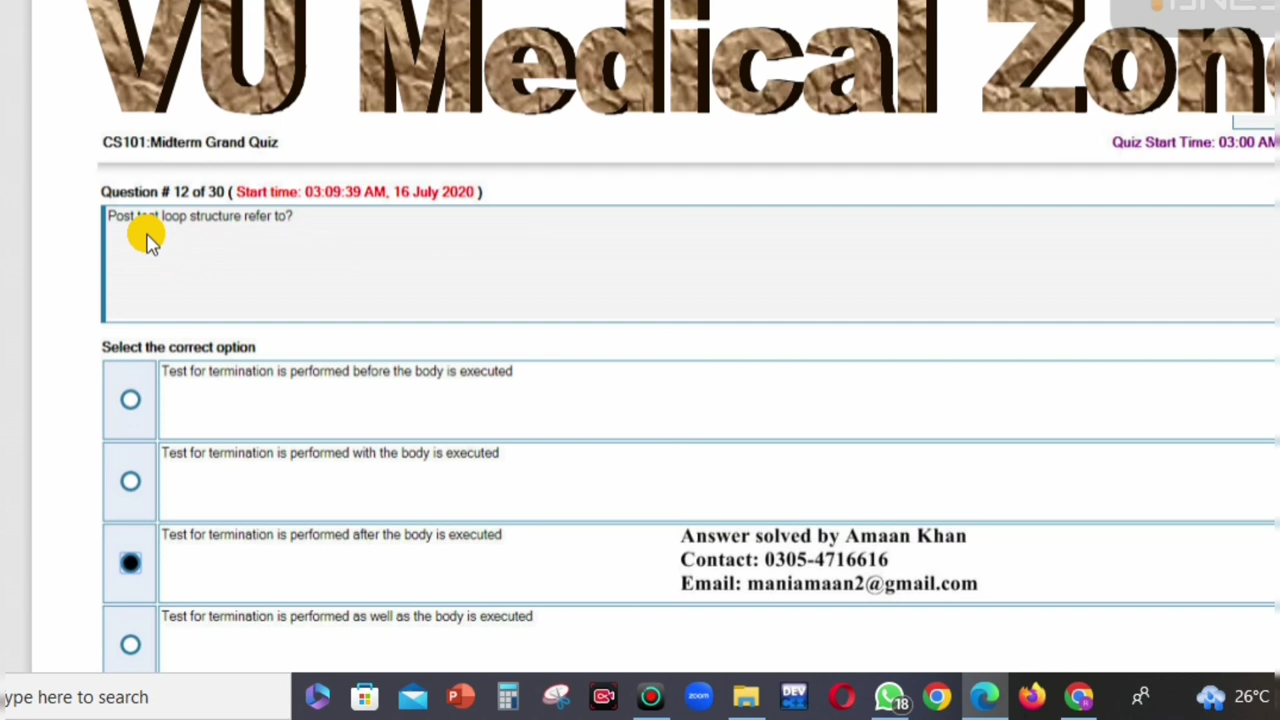 VU Medical Zon
CS101:Midterm Grand Quiz
Quiz Start Time: 03:00 AM
Question # 12 of 30 ( Start time: 03:09:39 AM, 16 July 2020 )
Post test loop structure refer to?
Select the correct option
Test for termination is performed before the body is executed
Test for termination is performed with the body is executed
Test for termination is performed after the body is executed
Answer solved by Amaan Khan
Contact: 0305-4716616
Email: maniamaan2@gmail.com
Test for termination is performed as well as the body is executed
ype here to search
DEV
zoom
18
26°C